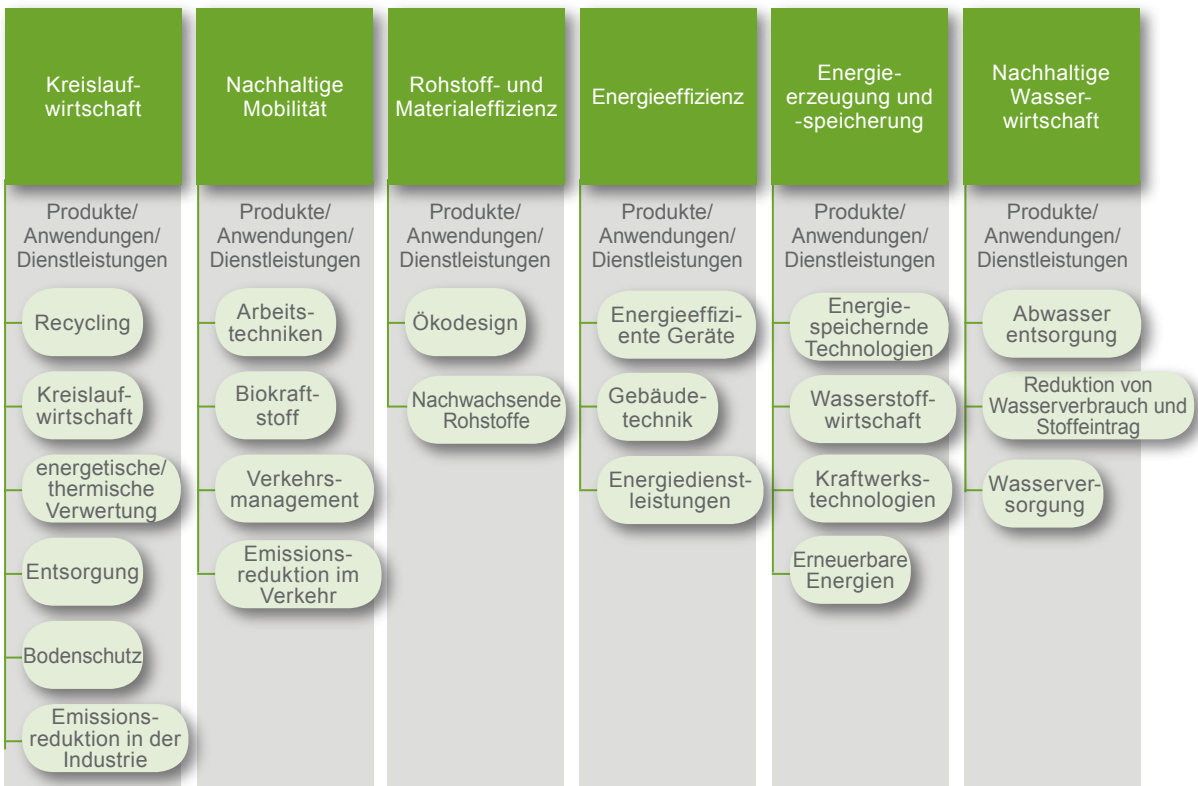 Kreislauf-
wirtschaft
Produkte/
Anwendungen/
Dienstleistungen
Recycling
Kreislauf-
wirtschaft
energetische/
thermische
Verwertung
Entsorgung
Bodenschutz
Emissions-
reduktion in der
Industrie
Nachhaltige
Mobilität
Produkte/
Anwendungen/
Dienstleistungen
Arbeits-
techniken
Biokraft-
stoff
Verkehrs-
management
Emissions-
reduktion im
Verkehr
Rohstoff- und
Materialeffizienz
Produkte/
Anwendungen/
Dienstleistungen
Ökodesign
Nachwachsende
Rohstoffe
Energieeffizienz
Produkte/
Anwendungen/
Dienstleistungen
Energieeffizi-
ente Geräte
Gebäude-
technik
Energiedienst-
leistungen
Energie-
erzeugung und
-speicherung
Produkte/
Anwendungen/
Dienstleistungen
Energie-
speichernde
Technologien
Wasserstoff-
wirtschaft
Kraftwerks-
technologien
Erneuerbare
Energien
Nachhaltige
Wasser-
wirtschaft
Produkte/
Anwendungen/
Dienstleistungen
Abwasser
entsorgung
Reduktion von
Wasserverbrauch und
Stoffeintrag
Wasserver-
sorgung